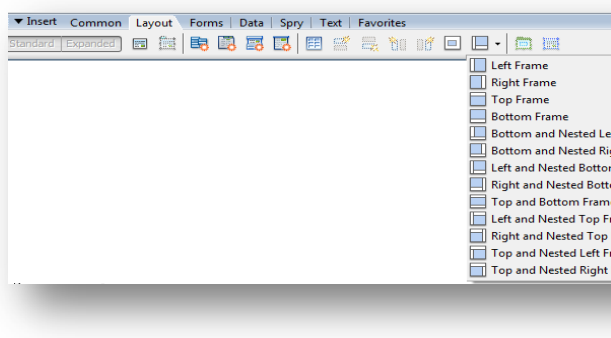 Insert Common Layout Forms Data Spry Text Favorites
Standard Expanded
Left Frame
Right Frame
Top Frame
Bottom Frame
Bottom and Nested Le
Bottom and Nested Ri
Left and Nested Botto
Right and Nested Bott
Top and Bottom Fram
Left and Nested Top F
Right and Nested Top
Top and Nested Left F
Top and Nested Right